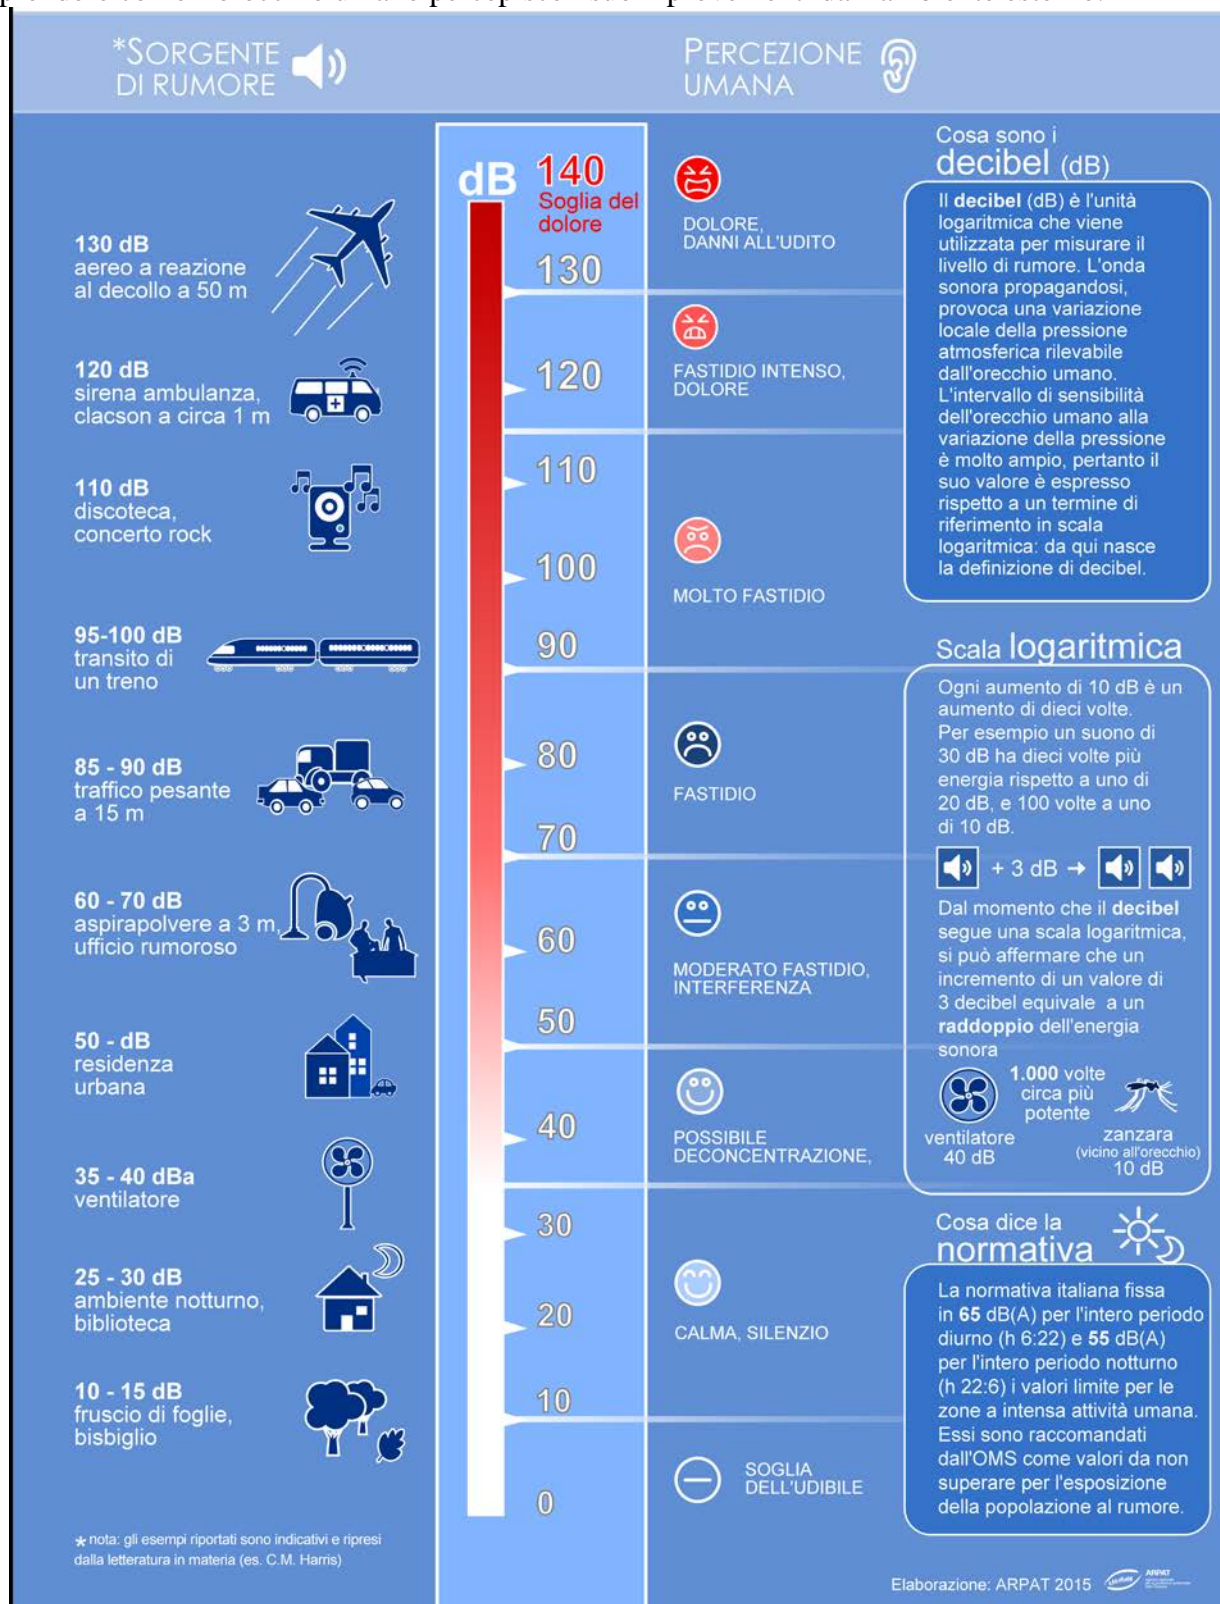 *SORGENTE
DI RUMORE
PERCEZIONE
UMANA
130 dB
aereo a reazione
al decollo a 50 m
120 dB
sirena ambulanza,
clacson a circa 1 m
110 dB
discoteca,
concerto rock
95-100 dB
transito di
un treno
85 - 90 dB
traffico pesante
a 15 m
60 - 70 dB
aspirapolvere a 3 m,
ufficio rumoroso
50 - dB
residenza
urbana
35 - 40 dBa
ventilatore
25 - 30 dB
ambiente notturno,
biblioteca
10 - 15 dB
fruscio di foglie,
bisbiglio
* nota: gli esempi riportati sono indicativi e ripresi
dalla letteratura in materia (es. C.M. Harris)
dB 140
Soglia del
dolore
130
120
110
100
90
80
70
60
50
40
30
20
10
0
DOLORE,
DANNI ALL'UDITO
FASTIDIO INTENSO,
DOLORE
MOLTO FASTIDIO
FASTIDIO
MODERATO FASTIDIO,
INTERFERENZA
POSSIBILE
DECONCENTRAZIONE,
CALMA, SILENZIO
SOGLIA
DELL'UDIBILE
Cosa sono i
decibel (dB)
Il decibel (dB) è l'unità
logaritmica che viene
utilizzata per misurare il
livello di rumore. L'onda
sonora propagandosi,
provoca una variazione
locale della pressione
atmosferica rilevabile
dall'orecchio umano.
L'intervallo di sensibilità
dell'orecchio umano alla
variazione della pressione
è molto ampio, pertanto il
suo valore è espresso
rispetto a un termine di
riferimento in scala
logaritmica: da qui nasce
la definizione di decibel.
Scala logaritmica
Ogni aumento di 10 dB è un
aumento di dieci volte.
Per esempio un suono di
30 dB ha dieci volte più
energia rispetto a uno di
20 dB, e 100 volte a uno
di 10 dB.
+ 3 dB →
Dal momento che il decibel
segue una scala logaritmica,
si può affermare che un
incremento di un valore di
3 decibel equivale a un
raddoppio dell'energia
sonora
1.000 volte
circa più
potente
ventilatore
40 dB
zanzara
(vicino all'orecchio)
10 dB
Cosa dice la
normativa
La normativa italiana fissa
in 65 dB(A) per l'intero periodo
diurno (h 6:22) e 55 dB(A)
per l'intero periodo notturno
(h 22:6) i valori limite per le
zone a intensa attività umana.
Essi sono raccomandati
dall'OMS come valori da non
superare per l'esposizione
della popolazione al rumore.
Elaborazione: ARPAT 2015
ARPAT